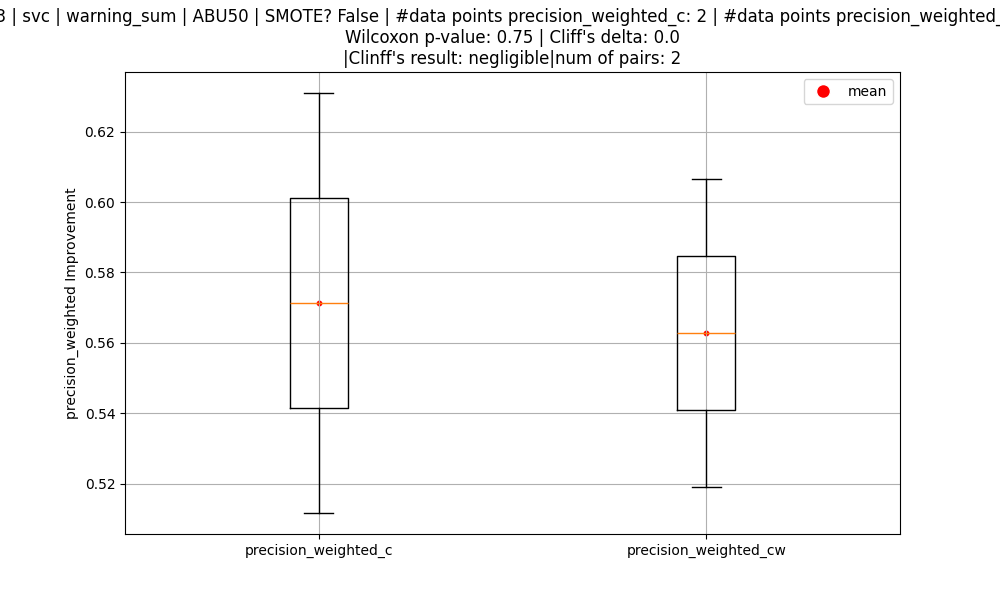 3 | svc | warning_sum | ABU50 | SMOTE? False | #data points precision_weighted_c: 2 | #data points precision_weighted_
Wilcoxon p-value: 0.75 | Cliff's delta: 0.0
|Clinff's result: negligible|num of pairs: 2
mean
0.62
0.60
0.58
0.56
0.54
0.52
precision_weighted Improvement
precision_weighted_c
precision_weighted_cw